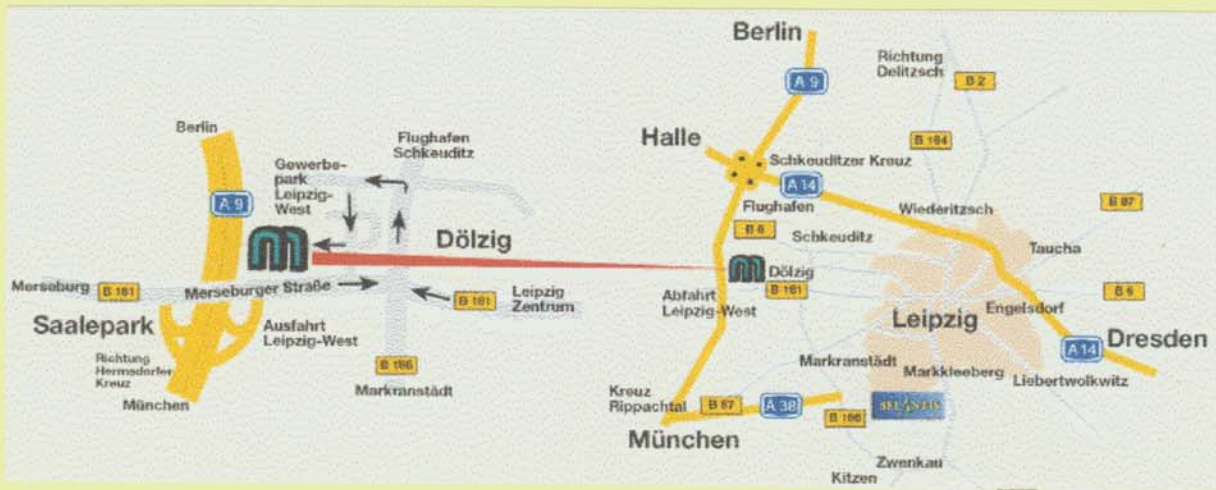 Berlin
Flughafen
Schkeuditz
Gewerbe-
park
Leipzig-
West
A 9
Dölzig
Merseburg
B 181
Merseburger Straße
B 181
Leipzig
Zentrum
Saalepark
Ausfahrt
Leipzig-West
Richtung
Hermsdorfer
Kreuz
München
B 186
Markranstädt
Berlin
A 9
Richtung
Delitzsch
B 2
B 184
Halle
Schkeuditzer Kreuz
A 14
Flughafen
Wiederitzsch
B 87
B 6
Schkeuditz
Taucha
Dölzig
B 181
Abfahrt
Leipzig-West
B 6
Engelsdorf
Leipzig
Dresden
A 14
Markranstädt
Markkleeberg
Liebertwolkwitz
Kreuz
Rippachtal
B 87
A 38
B 186
München
Zwenkau
Kitzen